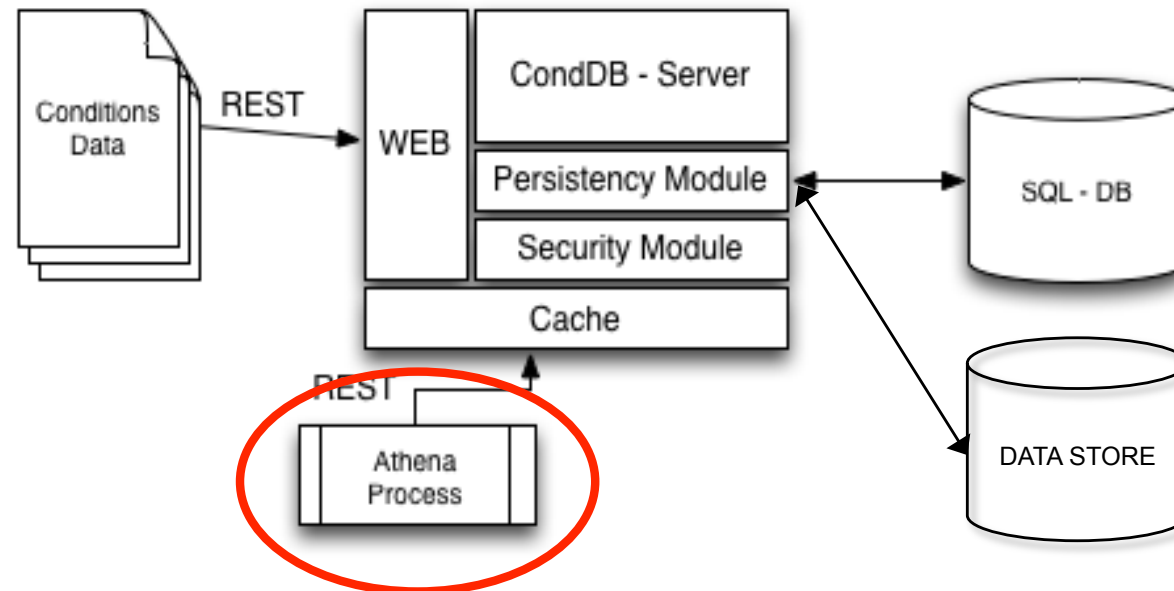 Conditions
Data
REST
WEB
CondDB - Server
Persistency Module
Security Module
Cache
SQL - DB
REST
Athena
Process
DATA STORE